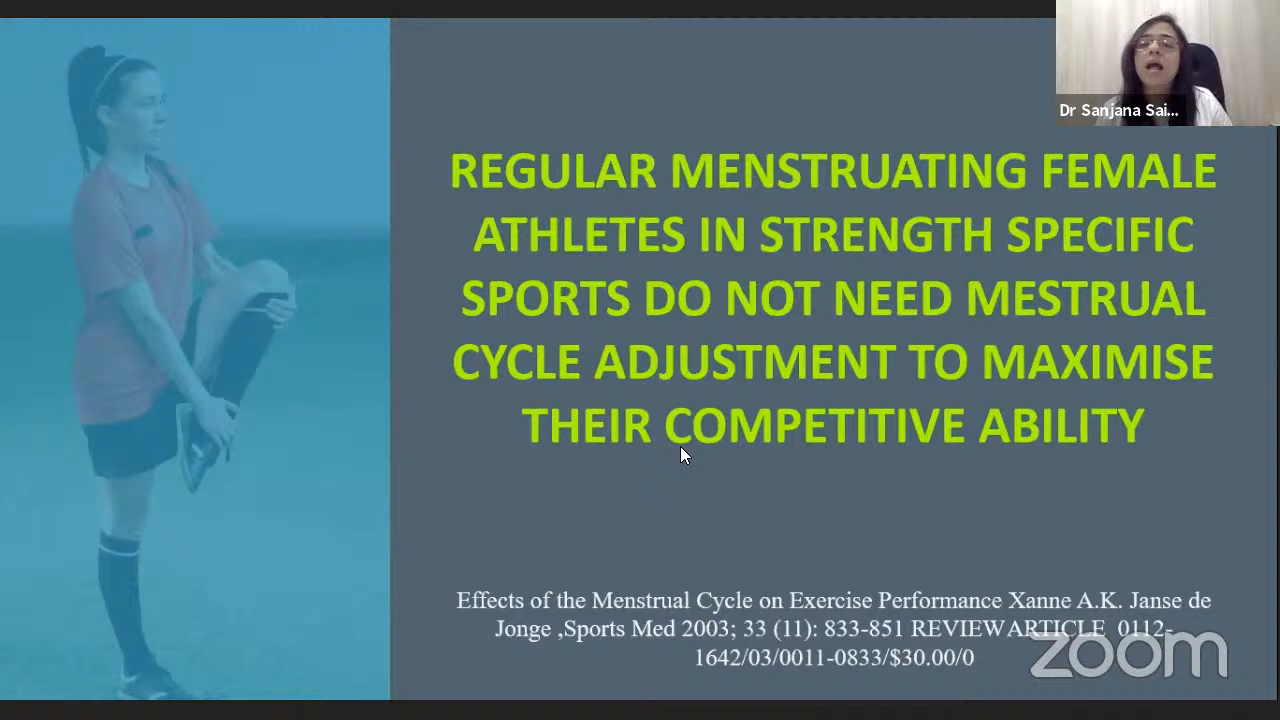 Dr Sanjana Sai...
REGULAR MENSTRUATING FEMALE
ATHLETES IN STRENGTH SPECIFIC
SPORTS DO NOT NEED MESTRUAL
CYCLE ADJUSTMENT TO MAXIMISE
THEIR COMPETITIVE ABILITY
Effects of the Menstrual Cycle on Exercise Performance Xanne A.K. Janse de
Jonge ,Sports Med 2003; 33 (11): 833-851 REVIEWARTICLE 0112-
1642/03/0011-0833/$30.00/0
zoom